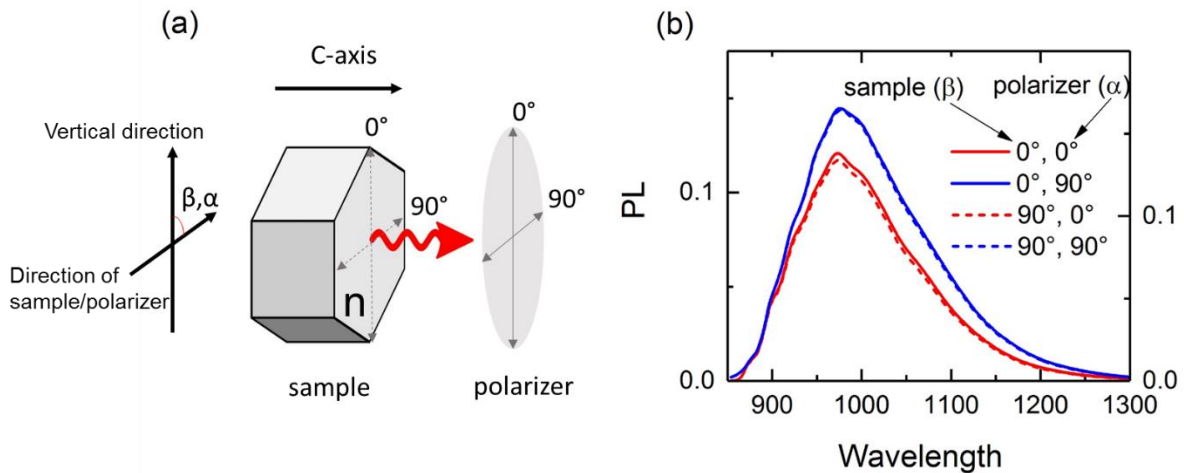 (a)
C-axis
Vertical direction
β,α
Direction of
sample/polarizer
0°
90°
n
sample
0°
90°
polarizer
(b)
sample (β) polarizer (α)
0°, 0°
0°, 90°
90°, 0°
90°, 90°
PL
0.1
0.0
0.1
0.0
900 1000 1100 1200 1300
Wavelength